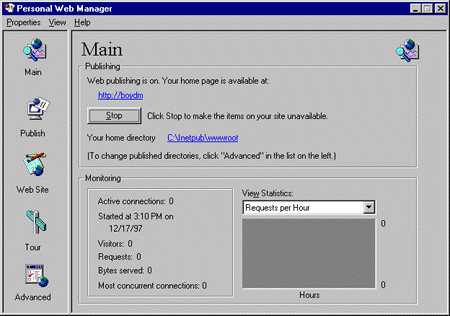 Personal Web Manager
Properties View Help
Main
Publish
Web Site
Tour
Advanced
Main
Publishing
Web publishing is on. Your home page is available at:
http://boydm
Stop Click Stop to make the items on your site unavailable.
Your home directory C:\Inetpub\wwwroot
(To change published directories, click "Advanced" in the list on the left.)
Monitoring
Active connections: 0
Started at 3:10 PM on
12/17/97
Visitors: 0
Requests: 0
Bytes served: 0
Most concurrent connections: 0
View Statistics:
Requests per Hour
0
0
Hours